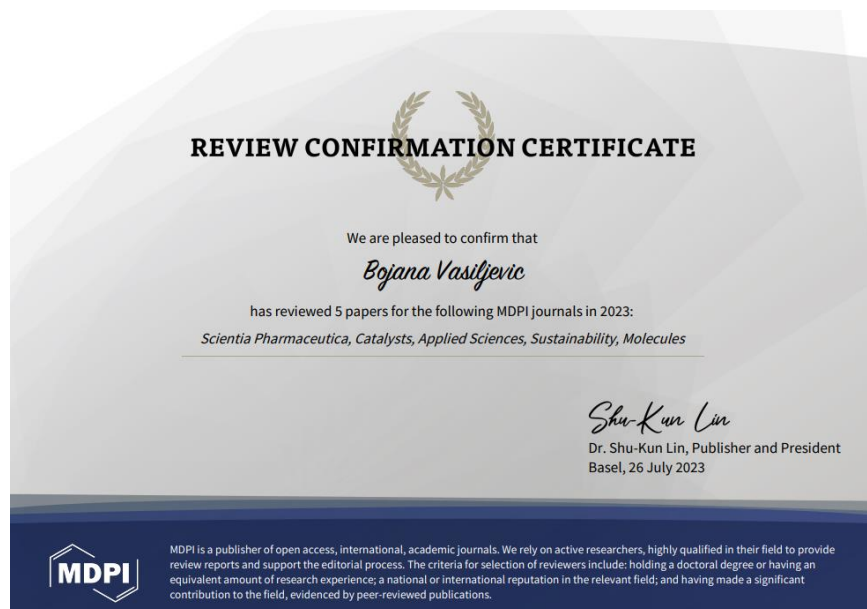 REVIEW CONFIRMATION CERTIFICATE
We are pleased to confirm that
Bojana Vasiljevic
has reviewed 5 papers for the following MDPI journals in 2023:
Scientia Pharmaceutica, Catalysts, Applied Sciences, Sustainability, Molecules
Shu-Kun Lin
Dr. Shu-Kun Lin, Publisher and President
Basel, 26 July 2023
MDPI
MDPI is a publisher of open access, international, academic journals. We rely on active researchers, highly qualified in their field to provide
review reports and support the editorial process. The criteria for selection of reviewers include: holding a doctoral degree or having an
equivalent amount of research experience; a national or international reputation in the relevant field; and having made a significant
contribution to the field, evidenced by peer-reviewed publications.